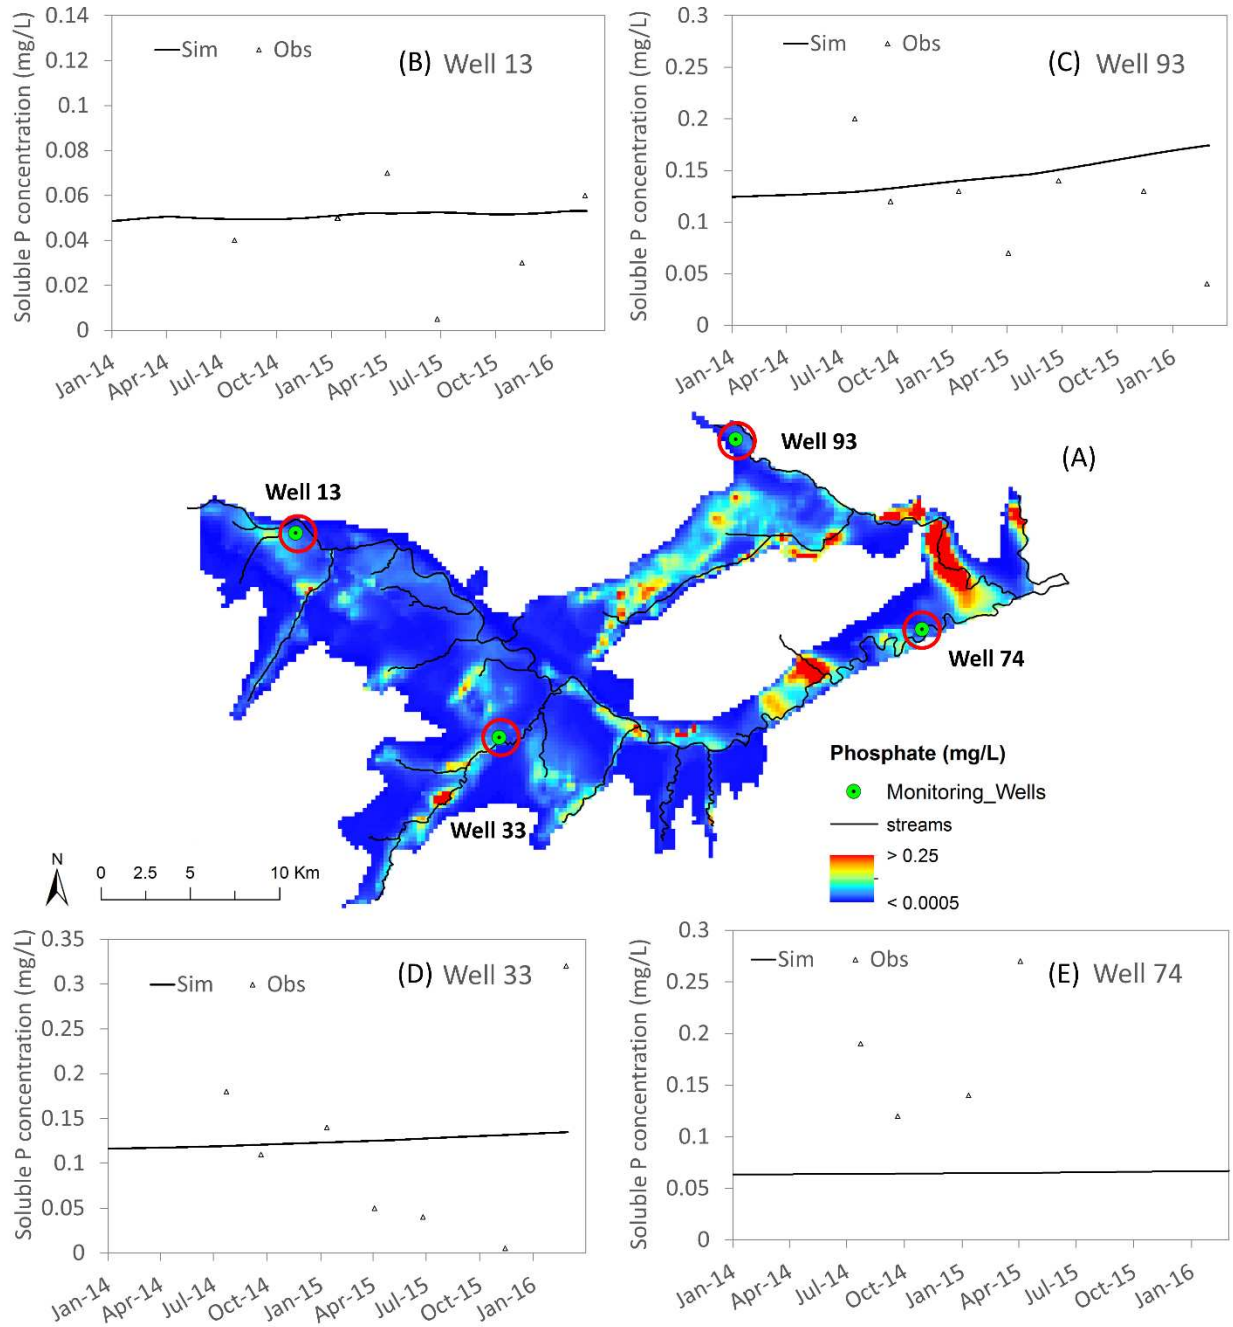 Soluble P concentration (mg/L)
0.14
0.12
0.1
0.08
0.06
0.04
0.02
0
Sim
Obs
(B) Well 13
Jan-14
Apr-14
Jul-14
Oct-14
Jan-15
Apr-15
Jul-15
Oct-15
Jan-16
Soluble P concentration (mg/L)
0.3
0.25
0.2
0.15
0.1
0.05
0
Sim
Obs
(C) Well 93
Jan-14
Apr-14
Jul-14
Oct-14
Jan-15
Apr-15
Jul-15
Oct-15
Jan-16
Well 93
(A)
Well 13
Well 74
Well 33
Phosphate (mg/L)
Monitoring_Wells
streams
> 0.25
< 0.0005
N
0 2.5 5 10 Km
Soluble P concentration (mg/L)
0.35
0.3
0.25
0.2
0.15
0.1
0.05
0
Sim
Obs
(D) Well 33
Jan-14
Apr-14
Jul-14
Oct-14
Jan-15
Apr-15
Jul-15
Oct-15
Jan-16
Soluble P concentration (mg/L)
0.3
0.25
0.2
0.15
0.1
0.05
0
Sim
Obs
(E) Well 74
Jan-14
Apr-14
Jul-14
Oct-14
Jan-15
Apr-15
Jul-15
Oct-15
Jan-16